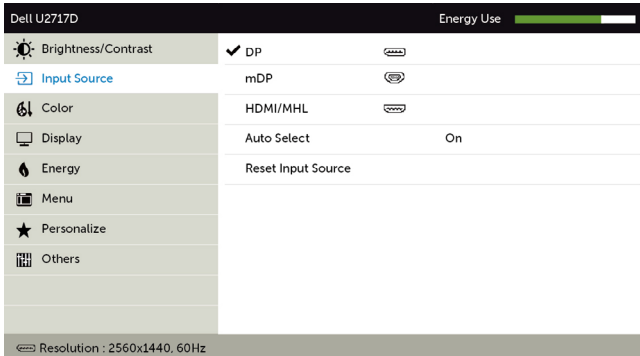 Dell U2717D
Energy Use
Brightness/Contrast
Input Source
Color
Display
Energy
Menu
Personalize
Others
DP
mDP
HDMI/MHL
Auto Select On
Reset Input Source
Resolution : 2560x1440, 60Hz